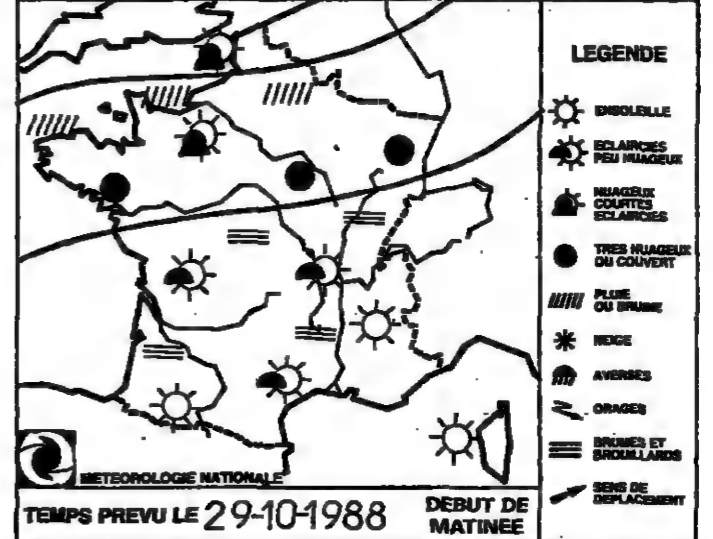 LEGENDE
ENSOLEILLE
ECLAIRCIES
PEU NUAGEUX
NUAGEUX
COURTES
ECLAIRCIES
TRES NUAGEUX
OU COUVERT
PLUIE
OU BRUINE
NEIGE
AVERSES
ORAGES
BRUMES ET
BROUILLARDS
SENS DE
DEPLACEMENT
METEOROLOGIE NATIONALE
TEMPS PREVU LE 29-10-1988 DEBUT DE
MATINEE